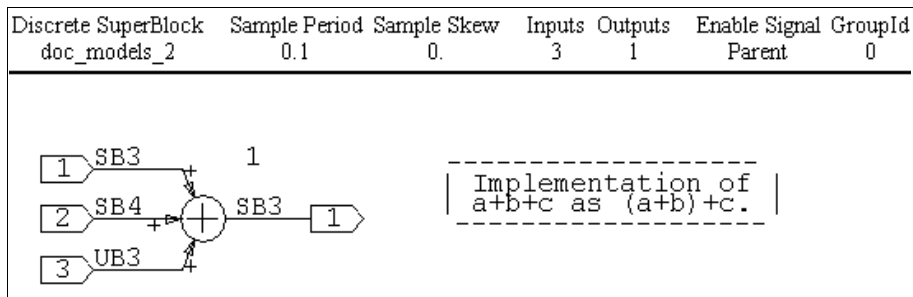 Discrete SuperBlock Sample Period Sample Skew Inputs Outputs Enable Signal GroupId
doc_models_2 0.1 0. 3 1 Parent 0
1 SB3 + 1
2 SB4 + SB3 1
3 UB3 +
Implementation of
a+b+c as (a+b)+c.